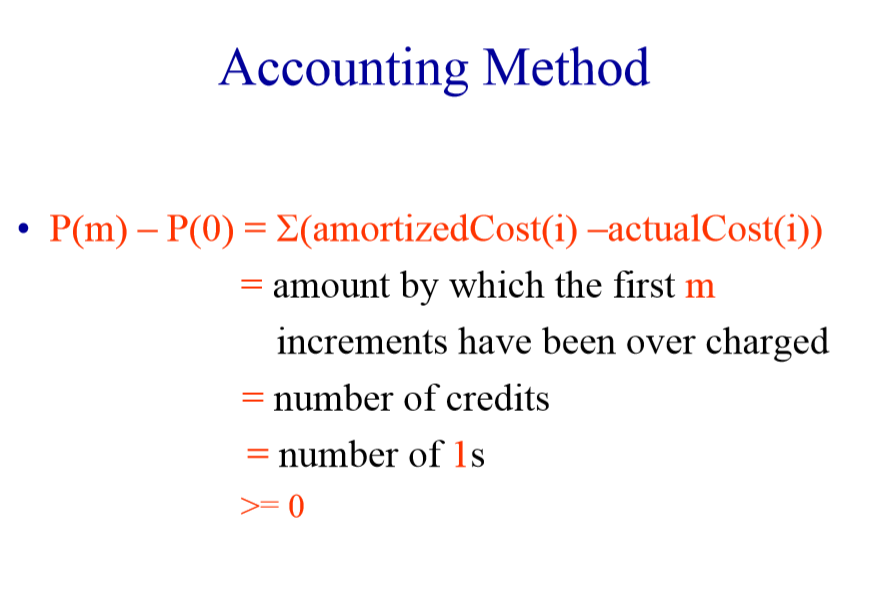 Accounting Method
• P(m) – P(0) = Σ(amortizedCost(i) –actualCost(i))
= amount by which the first m
increments have been over charged
= number of credits
= number of 1s
>= 0